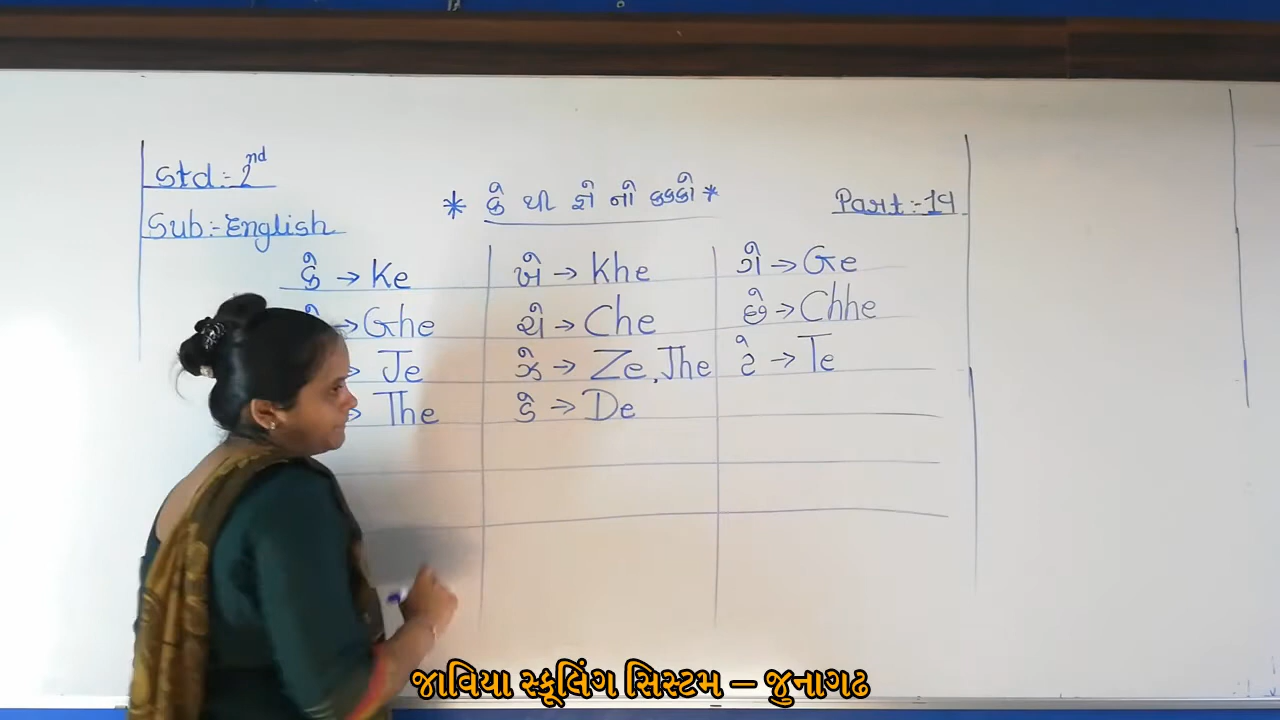 Std:- 2nd
* કે થી શે નો કક્કો *
Part:-14
Sub:- English
કે → Ke
ખે → Khe
ગે → Ge
→ Ghe
ચે → Che
છે → Chhe
→ Je
ઝે → Ze, Jhe
ટે → Te
→ The
ડે → De
જાવિયા સ્કૂલિંગ સિસ્ટમ – જુનાગઢ